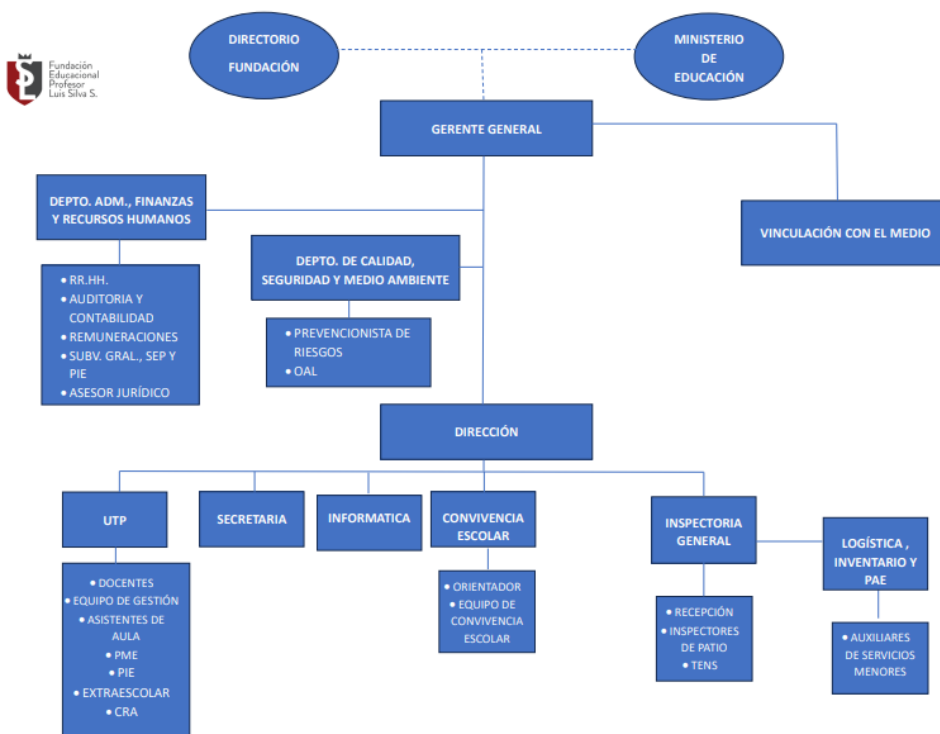 DIRECTORIO
FUNDACIÓN
MINISTERIO
DE
EDUCACIÓN
Fundación
Educacional
Profesor
Luis Silva S.
GERENTE GENERAL
DEPTO. ADM., FINANZAS
Y RECURSOS HUMANOS
VINCULACIÓN CON EL MEDIO
DEPTO. DE CALIDAD,
SEGURIDAD Y MEDIO AMBIENTE
• RR.HH.
• AUDITORIA Y
CONTABILIDAD
• REMUNERACIONES
• SUBV. GRAL., SEP Y
PIE
• ASESOR JURÍDICO
• PREVENCIONISTA DE
RIESGOS
• OAL
DIRECCIÓN
UTP
SECRETARIA
INFORMATICA
CONVIVENCIA
ESCOLAR
INSPECTORIA
GENERAL
LOGÍSTICA ,
INVENTARIO Y
PAE
• DOCENTES
• EQUIPO DE GESTIÓN
• ASISTENTES DE
AULA
• PME
• PIE
• EXTRAESCOLAR
• CRA
• ORIENTADOR
• EQUIPO DE
CONVIVENCIA
ESCOLAR
• RECEPCIÓN
• INSPECTORES
DE PATIO
• TENS
• AUXILIARES
DE SERVICIOS
MENORES